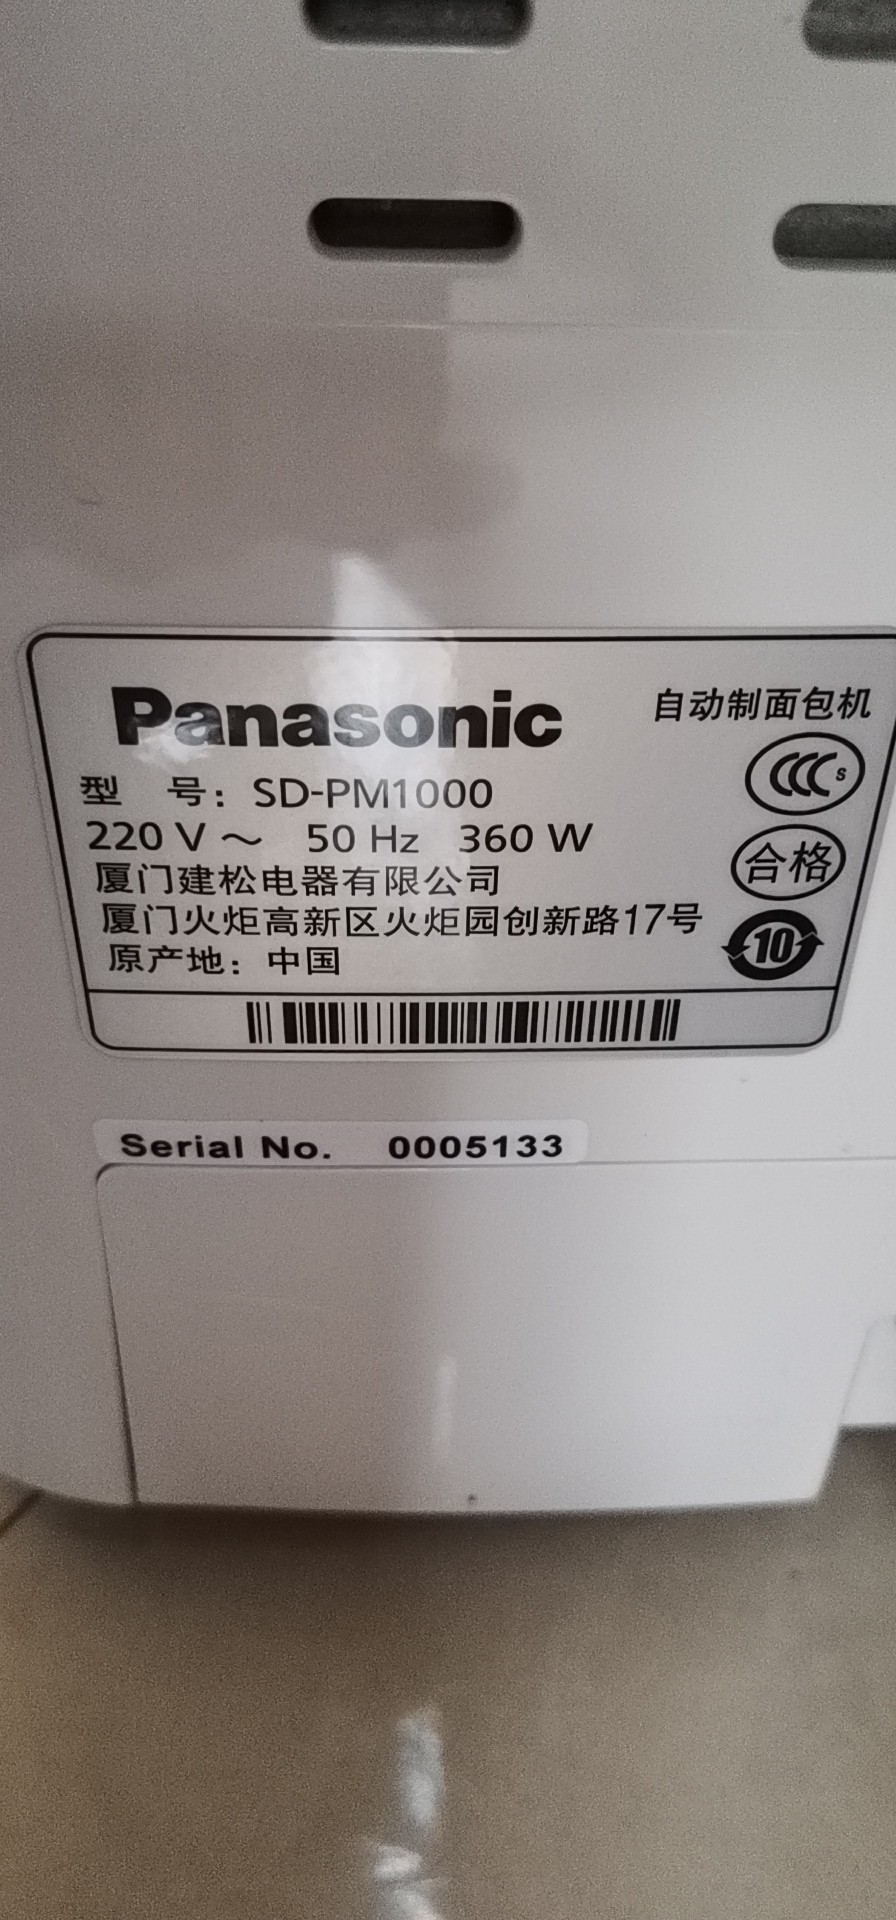 Panasonic
自动制面包机
型 号: SD-PM1000
CCC S
220 V ～ 50 Hz 360 W
合格
厦门建松电器有限公司
厦门火炬高新区火炬园创新路17号
10
原产地: 中国
Serial No. 0005133